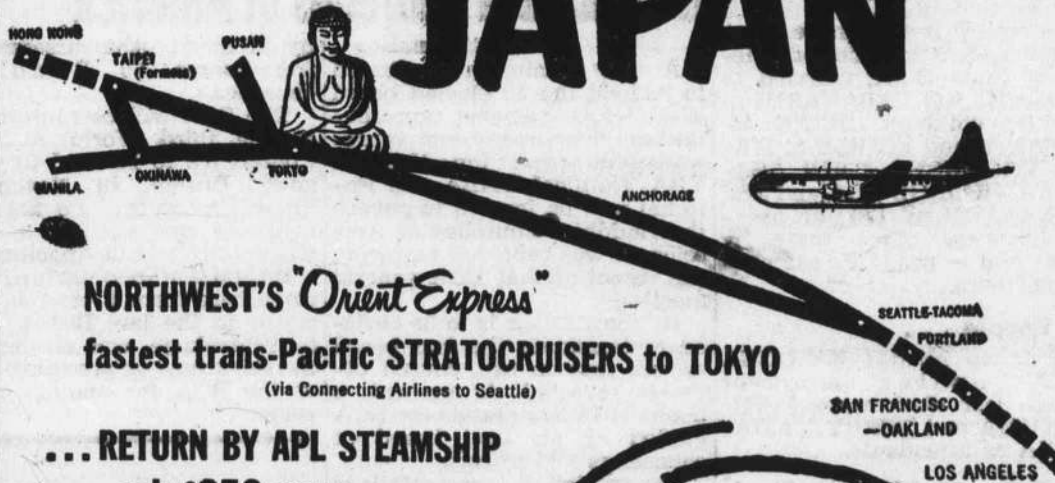 JAPAN
HONG KONG
TAIPEI
(Formosa)
PUSAN
MANILA
OKINAWA
TOKYO
ANCHORAGE
NORTHWEST'S "Orient Express"
fastest trans-Pacific STRATOCRUISERS to TOKYO
(via Connecting Airlines to Seattle)
SEATTLE-TACOMA
PORTLAND
SAN FRANCISCO
—OAKLAND
LOS ANGELES
...RETURN BY APL STEAMSHIP